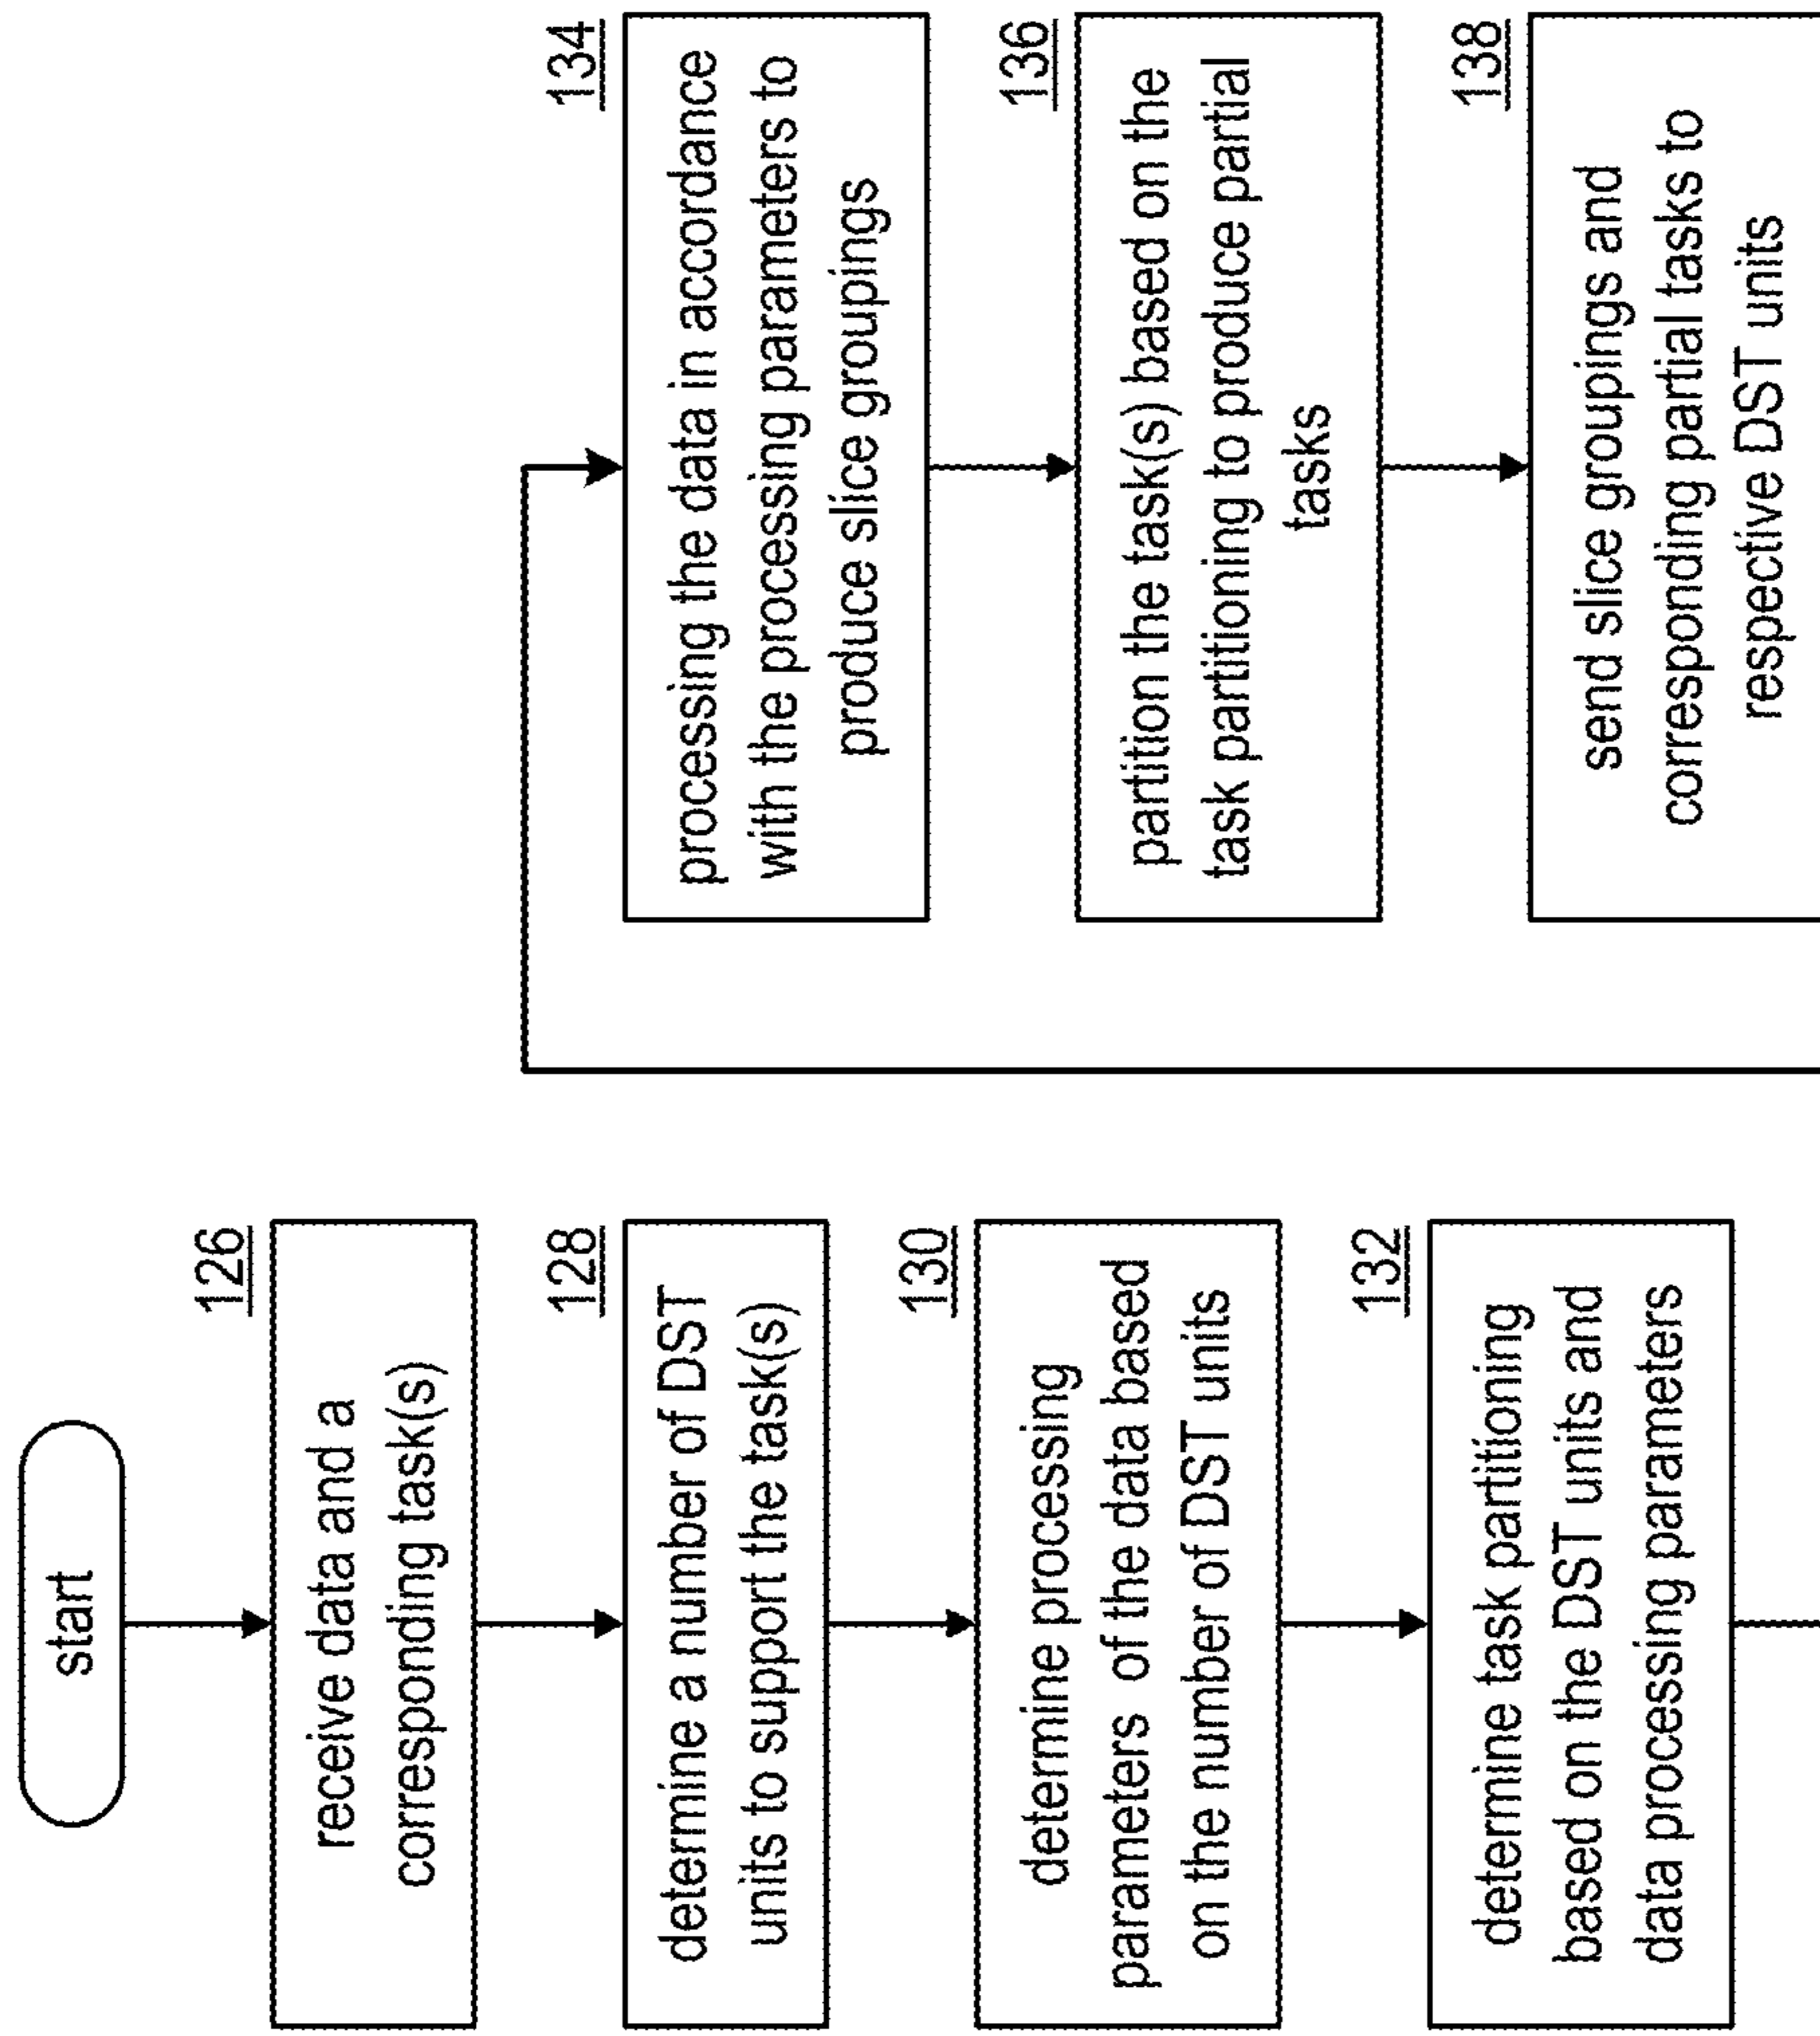 start
126
receive data and a
corresponding task(s)
128
determine a number of DST
units to support the task(s)
130
determine processing
parameters of the data based
on the number of DST units
132
determine task partitioning
based on the DST units and
data processing parameters
134
processing the data in accordance
with the processing parameters to
produce slice groupings
136
partition the task(s) based on the
task partitioning to produce partial
tasks
138
send slice groupings and
corresponding partial tasks to
respective DST units